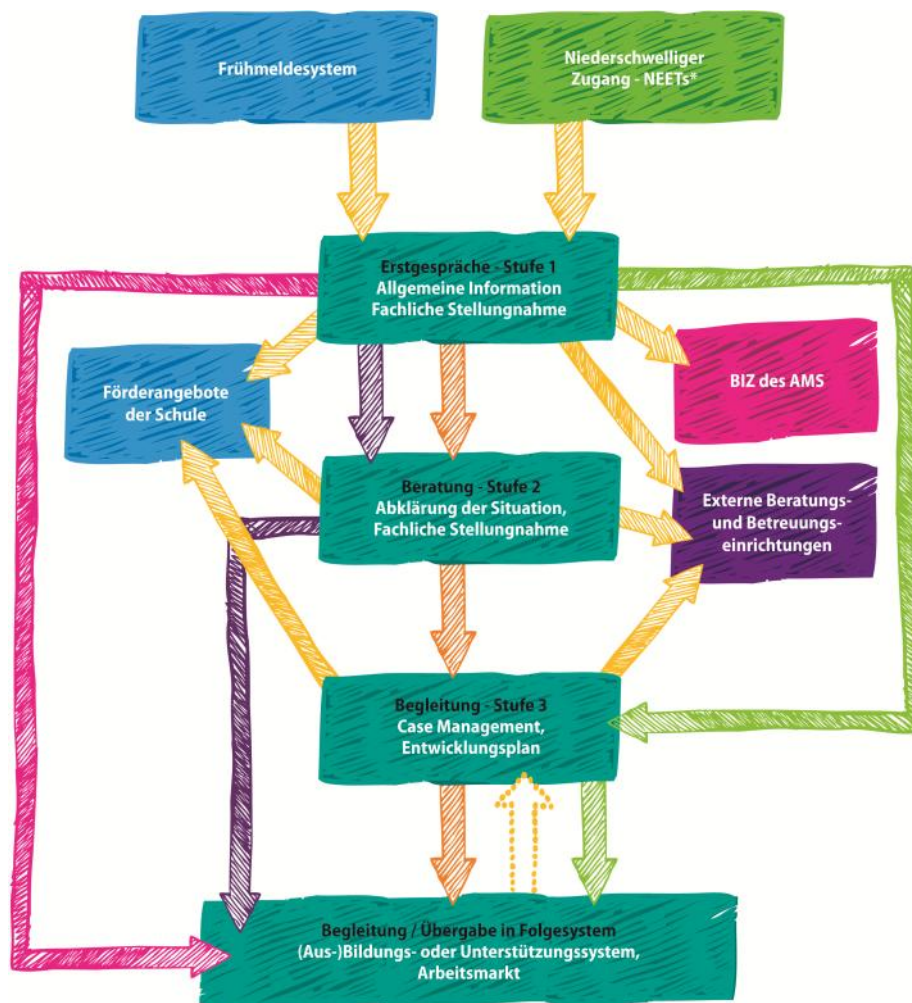 Frühmeldesystem
Niederschwelliger
Zugang - NEETs*
Erstgespräche - Stufe 1
Allgemeine Information
Fachliche Stellungnahme
Förderangebote
der Schule
BIZ des AMS
Beratung - Stufe 2
Abklärung der Situation,
Fachliche Stellungnahme
Externe Beratungs-
und Betreuungs-
einrichtungen
Begleitung - Stufe 3
Case Management,
Entwicklungsplan
Begleitung / Übergabe in Folgesystem
(Aus-)Bildungs- oder Unterstützungssystem,
Arbeitsmarkt